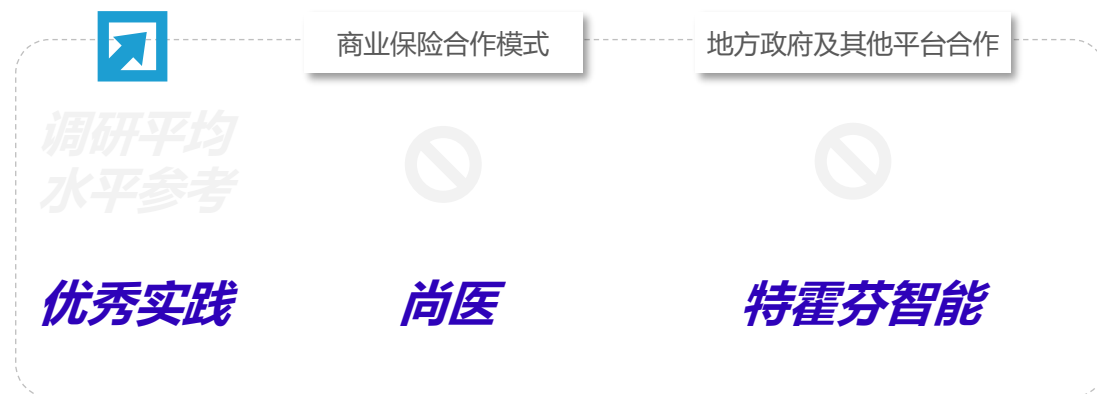 商业保险合作模式
地方政府及其他平台合作
调研平均
水平参考
优秀实践
尚医
特霍芬智能